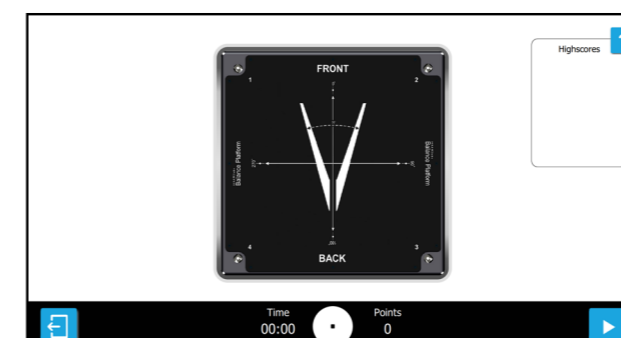 FRONT
1
2
Balance Platform
Balance Platform
4
3
BACK
Highscores
Time
00:00
Points
0